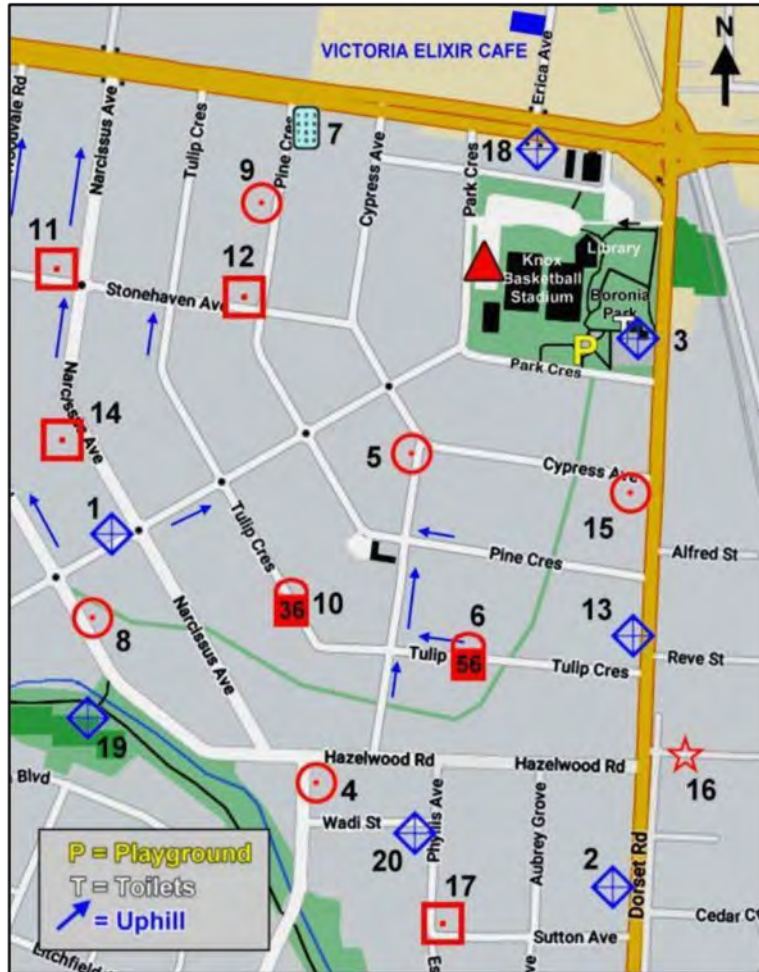 N
VICTORIA ELIXIR CAFE
Erica Ave
Narcissus Ave
Tulip Cres
Pine Cres
7
Cypress Ave
Park Cres
18
9
11
12
Stonehaven Ave
Library
Knox
Basketball
Stadium
Boronia
Park
T
3
P
Park Cres
Narcissus Ave
14
5
Cypress Ave
15
1
Tulip Cres
Pine Cres
Alfred St
36
10
6
13
8
Narcissus Ave
Tulip
56
Tulip Cres
Reve St
19
Hazelwood Rd
Hazelwood Rd
16
4
Blvd
Wadi St
Phyllis Ave
Aubrey Grove
20
2
Dorset Rd
P = Playground
T = Toilets
= Uphill
17
Cedar
Sutton Ave